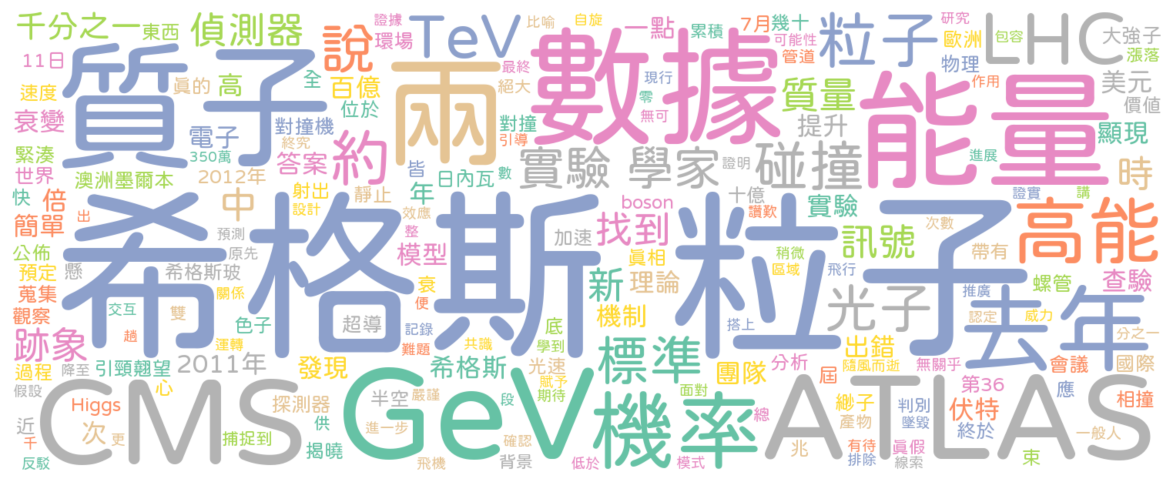 千分之一
東西
偵測器
說
證據
環場
TeV
比喻
自旋
一點
累積
7月
幾十
可能性
管道
粒子
歐洲
物理
研究
LHC
包容
大強子
漲落
11日
質子
真的
高
全
百億
位於
兩
最終
絕大
數據
現行
零
無可
質量
提升
能量
作用
美元
價值
顯現
速度
衰變
電子
350萬
對撞機
終究
答案
約
對撞
引導
實驗
學家
證明
碰撞
進展
時
緊湊
世界
澳洲墨爾本
2012年
射出
設計
靜止
皆
年
日內瓦
數
十億
實驗
讚歎
證實
講
快
倍
出
簡單
中
預測
效應
整
模型
boson
找到
加速
真相
稍微
區域
訊號
飛行
次數
帶有
高能
公佈
預定
懸
原先
希格斯玻
希格斯
粒子
衰
便
新
理論
光子
推廣
去年
螺管
查驗
認定
威力
蒐集
觀察
交互
關係
雙
色子
超導
記錄
底
機制
搭上
分之一
跡象
趙
運轉
難題
共識
學到
標準
出錯
隨風而逝
過程
降至
引頸翹望
2011年
發現
希格斯
光速
賦予
期待
團隊
分析
無關乎
屆
會議
國際
假設
心
CMS
Higgs
探測器
半空
嚴謹
GeV
段
面對
機率
總
ATLAS
緲子
判別
第36
應
伏特
相撞
近
千
次
更
供
進一步
產物
墜毀
終於
一般人
反駁
捕捉到
揭曉
飛機
確認
背景
低於
模式
兆
有待
排除
真假
線索
束